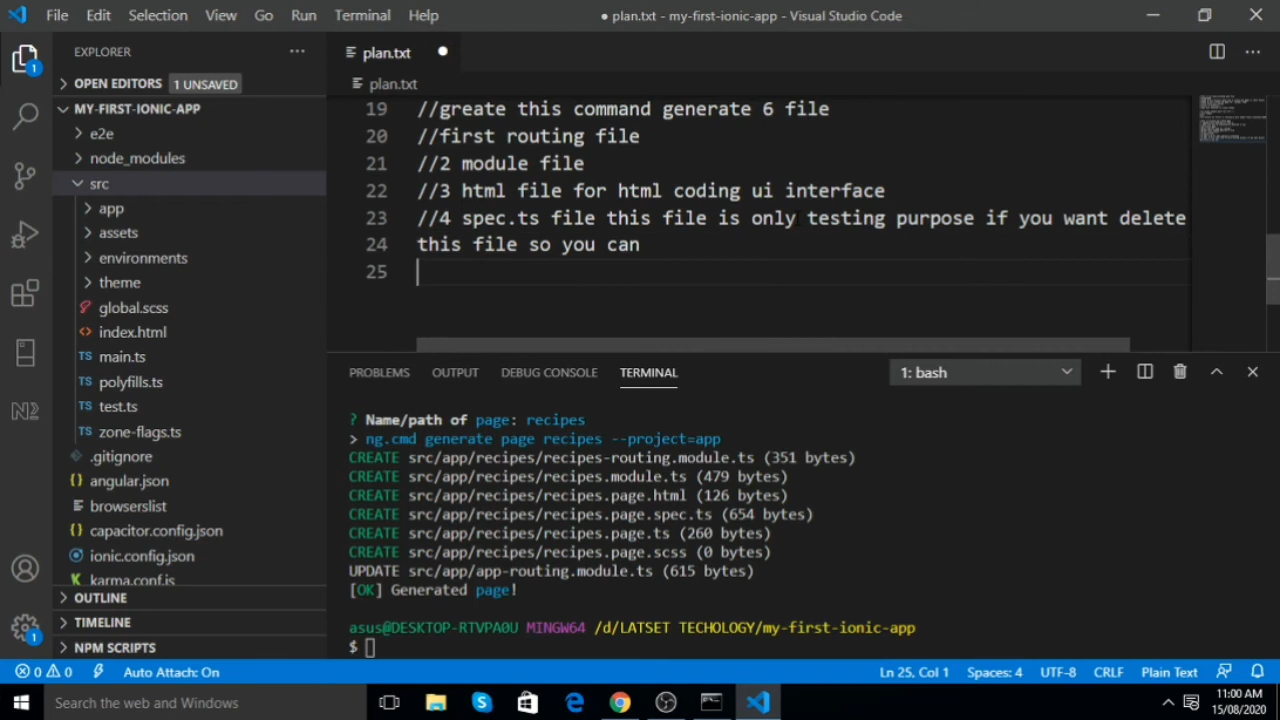 File Edit Selection View Go Run Terminal Help
● plan.txt - my-first-ionic-app - Visual Studio Code
EXPLORER
OPEN EDITORS 1 UNSAVED
MY-FIRST-IONIC-APP
e2e
node_modules
src
app
assets
environments
theme
global.scss
index.html
TS main.ts
TS polyfills.ts
TS test.ts
TS zone-flags.ts
.gitignore
{} angular.json
browserslist
{} capacitor.config.json
ionic.config.json
karma.conf.js
OUTLINE
TIMELINE
NPM SCRIPTS
1
1
plan.txt
plan.txt
19 //greate this command generate 6 file
20 //first routing file
21 //2 module file
22 //3 html file for html coding ui interface
23 //4 spec.ts file this file is only testing purpose if you want delete
24 this file so you can
25
PROBLEMS OUTPUT DEBUG CONSOLE TERMINAL 1: bash
? Name/path of page: recipes
> ng.cmd generate page recipes --project=app
CREATE src/app/recipes/recipes-routing.module.ts (351 bytes)
CREATE src/app/recipes/recipes.module.ts (479 bytes)
CREATE src/app/recipes/recipes.page.html (126 bytes)
CREATE src/app/recipes/recipes.page.spec.ts (654 bytes)
CREATE src/app/recipes/recipes.page.ts (260 bytes)
CREATE src/app/recipes/recipes.page.scss (0 bytes)
UPDATE src/app/app-routing.module.ts (615 bytes)
[OK] Generated page!
asus@DESKTOP-RTVPA0U MINGW64 /d/LATSET TECHOLOGY/my-first-ionic-app
$
0 0 Auto Attach: On Ln 25, Col 1 Spaces: 4 UTF-8 CRLF Plain Text
Search the web and Windows
11:00 AM
15/08/2020